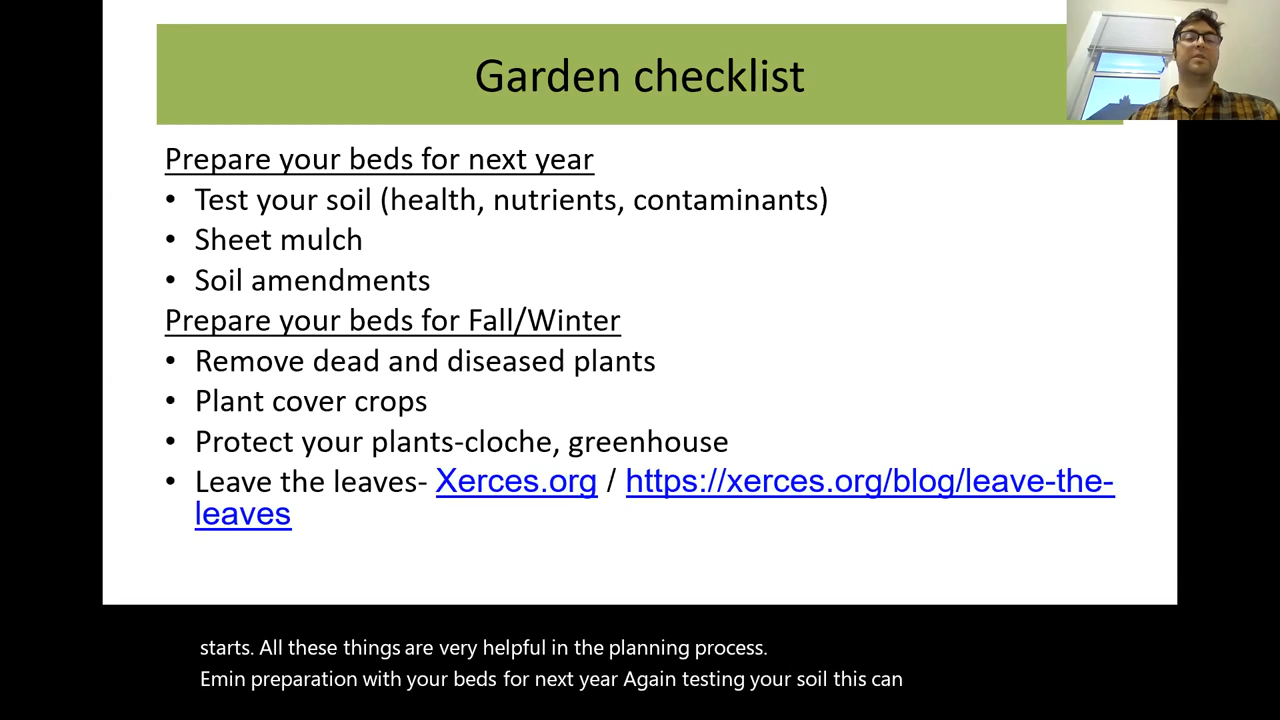 Garden checklist
Prepare your beds for next year
• Test your soil (health, nutrients, contaminants)
• Sheet mulch
• Soil amendments
Prepare your beds for Fall/Winter
• Remove dead and diseased plants
• Plant cover crops
• Protect your plants-cloche, greenhouse
• Leave the leaves- Xerces.org / https://xerces.org/blog/leave-the-
leaves
starts. All these things are very helpful in the planning process.
Emin preparation with your beds for next year Again testing your soil this can